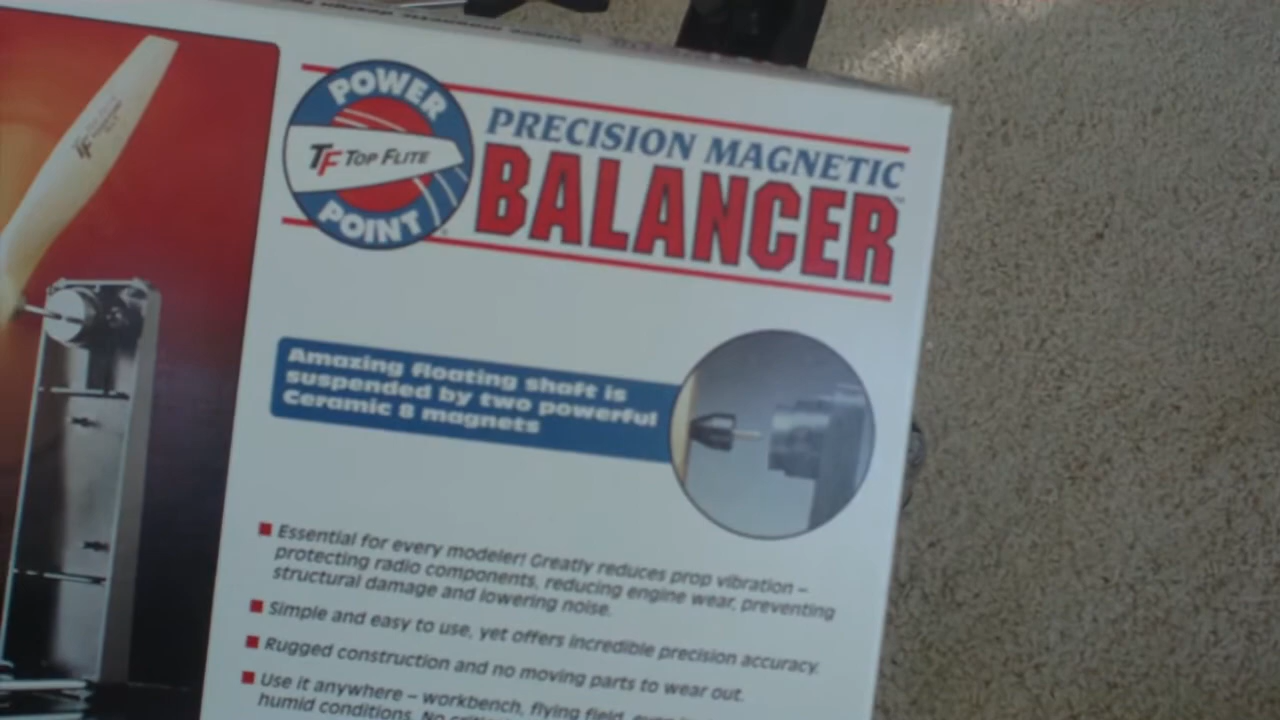 POWER
TF TOP FLITE
POINT
PRECISION MAGNETIC
BALANCER™
Amazing floating shaft is
suspended by two powerful
Ceramic 8 magnets
Essential for every modeler! Greatly reduces prop vibration –
protecting radio components, reducing engine wear, preventing
structural damage and lowering noise.
Simple and easy to use, yet offers incredible precision accuracy.
Rugged construction and no moving parts to wear out.
Use it anywhere – workbench, flying field,
humid conditions. No